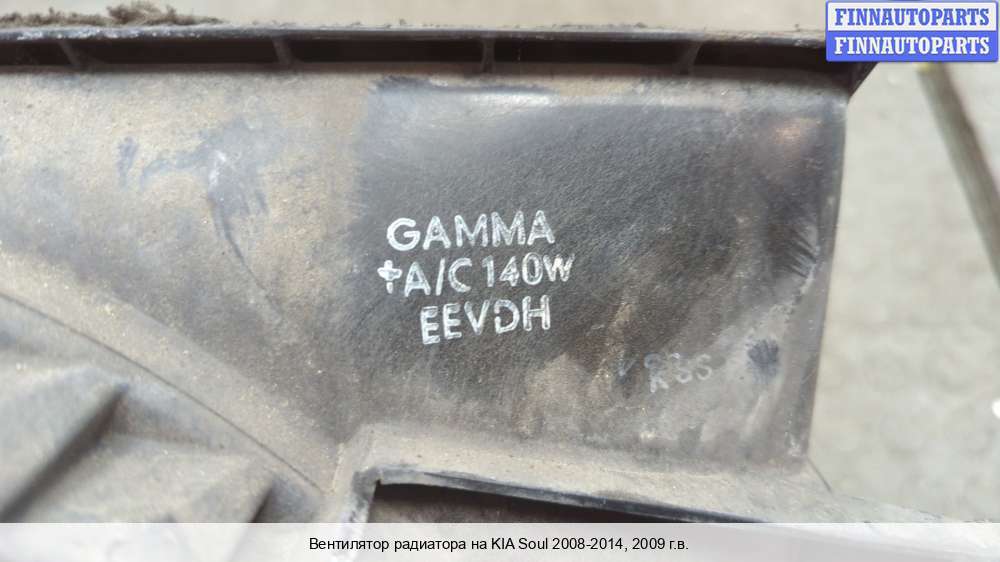 FINNAUTOPARTS
FINNAUTOPARTS
GAMMA
+A/C 140W
EEVDH
Вентилятор радиатора на KIA Soul 2008-2014, 2009 г.в.